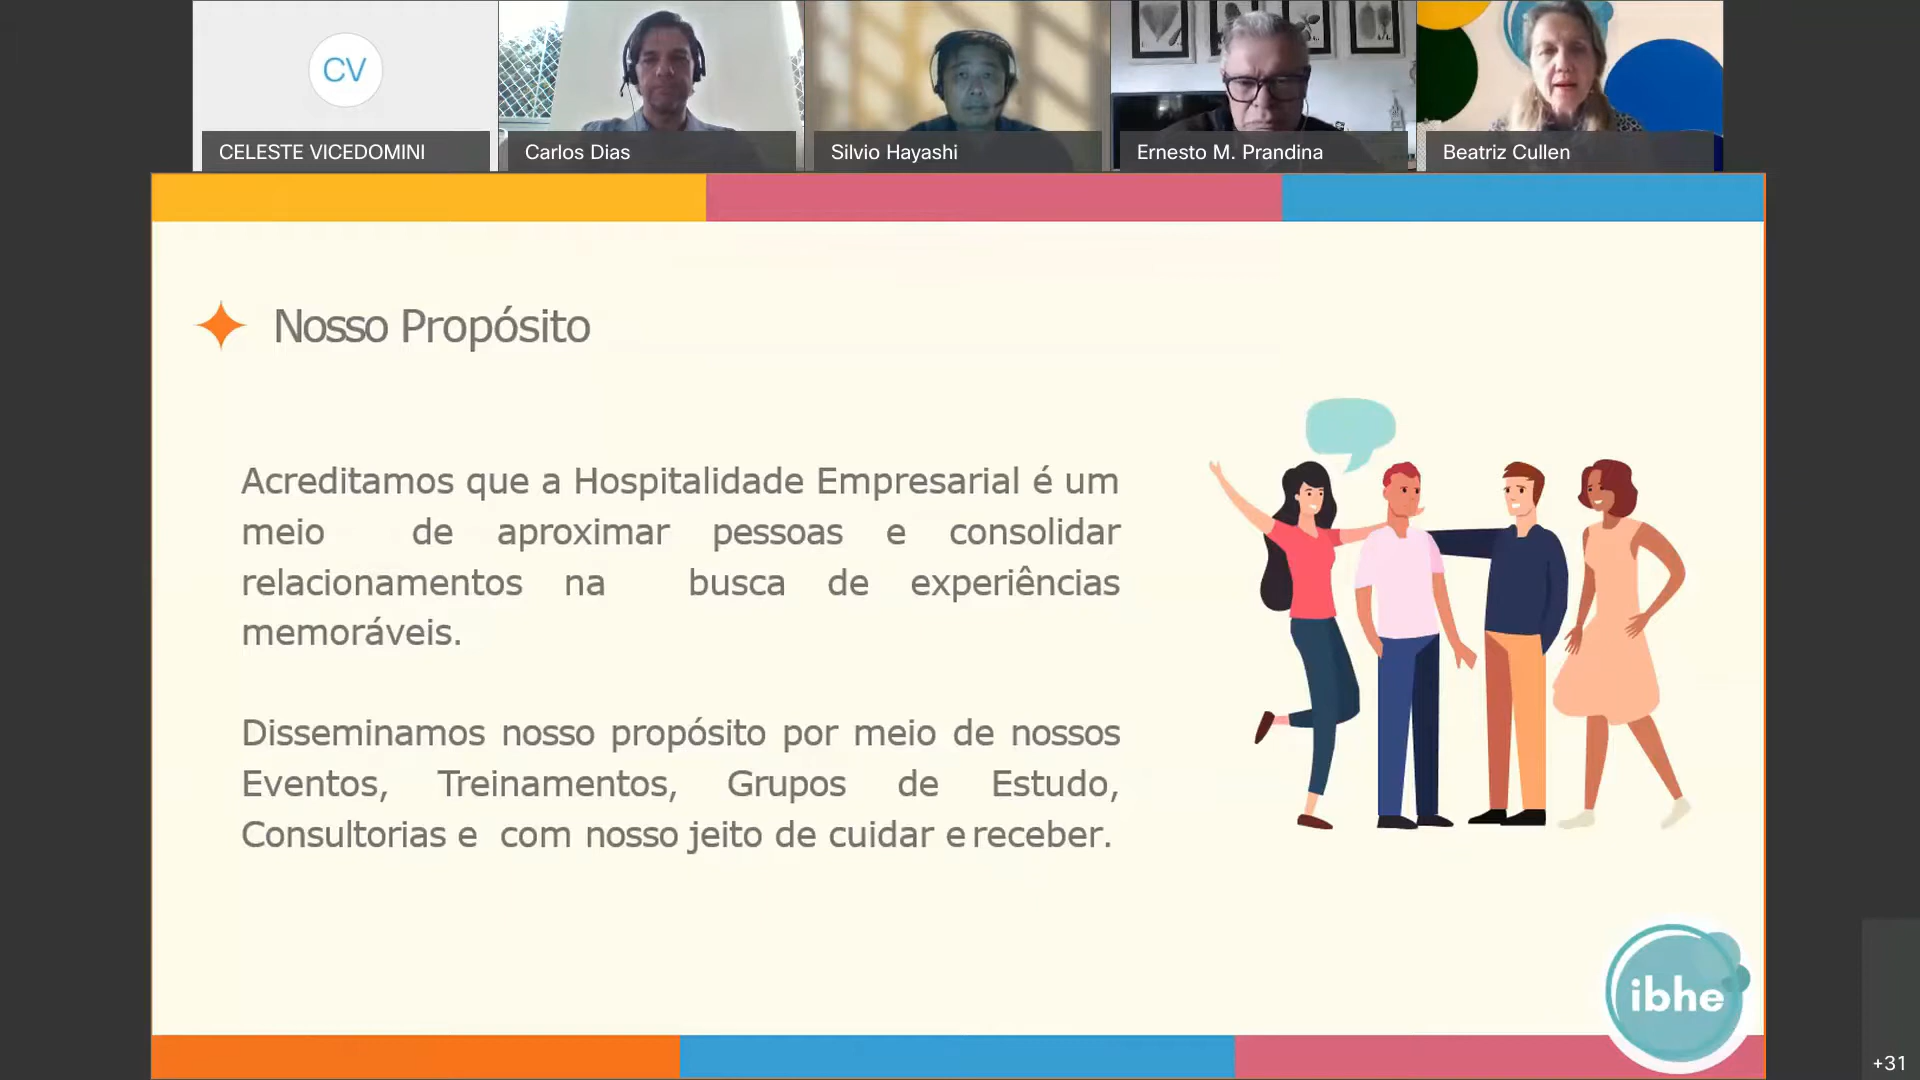 CV
CELESTE VICEDOMINI
Carlos Dias
Silvio Hayashi
Ernesto M. Prandina
Beatriz Cullen
Nosso Propósito
Acreditamos que a Hospitalidade Empresarial é um
meio de aproximar pessoas e consolidar
relacionamentos na busca de experiências
memoráveis.
Disseminamos nosso propósito por meio de nossos
Eventos, Treinamentos, Grupos de Estudo,
Consultorias e com nosso jeito de cuidar e receber.
ibhe
+31